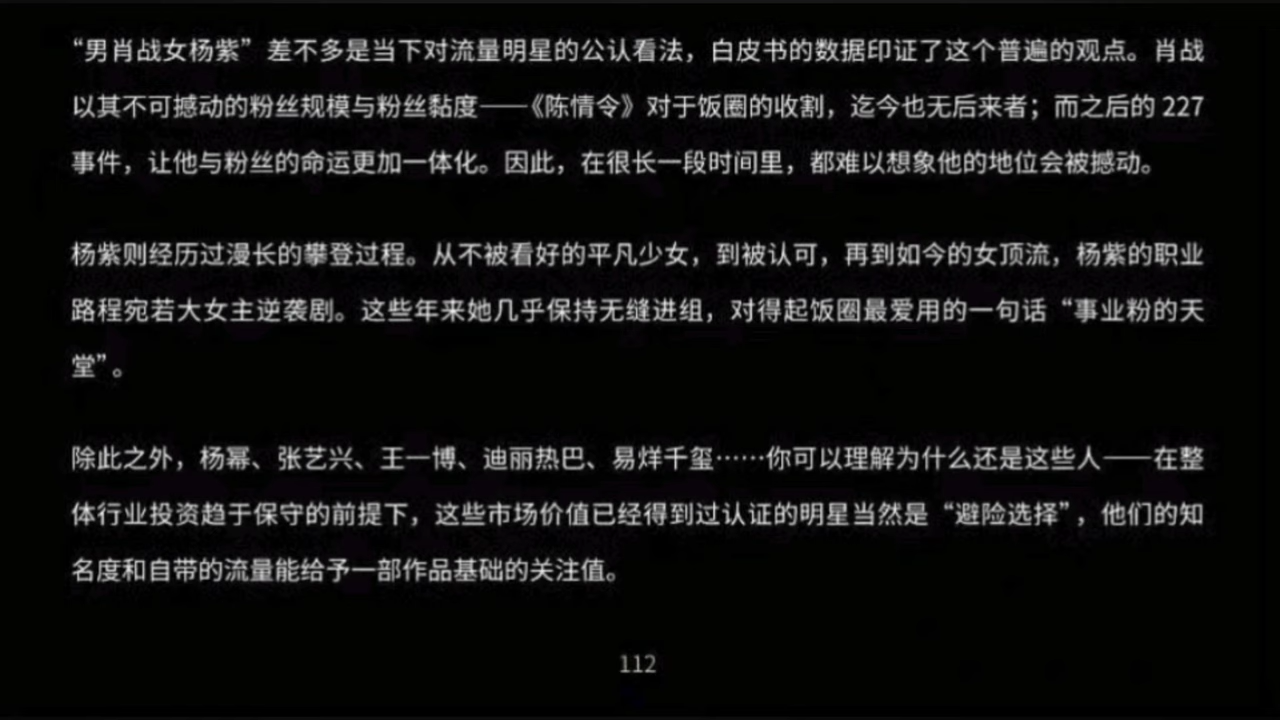 “男肖战女杨紫”差不多是当下对流量明星的公认看法，白皮书的数据印证了这个普遍的观点。肖战
以其不可撼动的粉丝规模与粉丝黏度——《陈情令》对于饭圈的收割，迄今也无后来者；而之后的 227
事件，让他与粉丝的命运更加一体化。因此，在很长一段时间里，都难以想象他的地位会被撼动。
杨紫则经历过漫长的攀登过程。从不被看好的平凡少女，到被认可，再到如今的女顶流，杨紫的职业
路程宛若大女主逆袭剧。这些年来她几乎保持无缝进组，对得起饭圈最爱用的一句话“事业粉的天
堂”。
除此之外，杨幂、张艺兴、王一博、迪丽热巴、易烊千玺……你可以理解为什么还是这些人——在整
体行业投资趋于保守的前提下，这些市场价值已经得到过认证的明星当然是“避险选择”，他们的知
名度和自带的流量能给予一部作品基础的关注值。
112